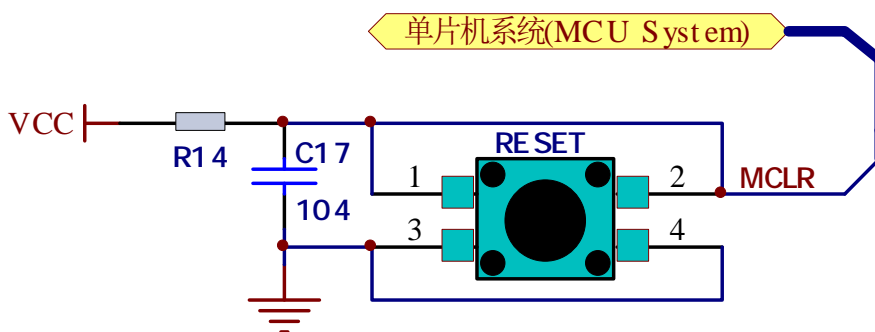 单片机系统(MCU System)
VCC
R14
C17
104
RESET
1
2
MCLR
3
4